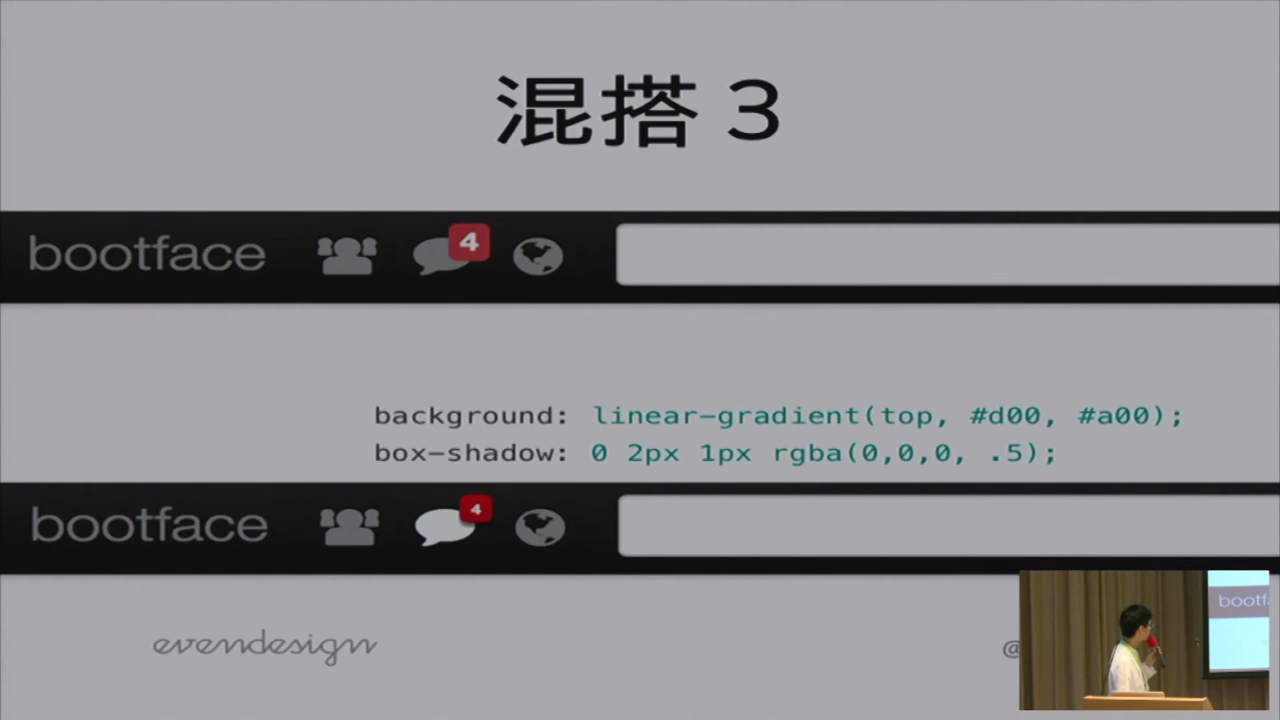 混搭 3
bootface 4
background: linear-gradient(top, #d00, #a00);
box-shadow: 0 2px 1px rgba(0,0,0, .5);
bootface 4
evendesign
@
bootf